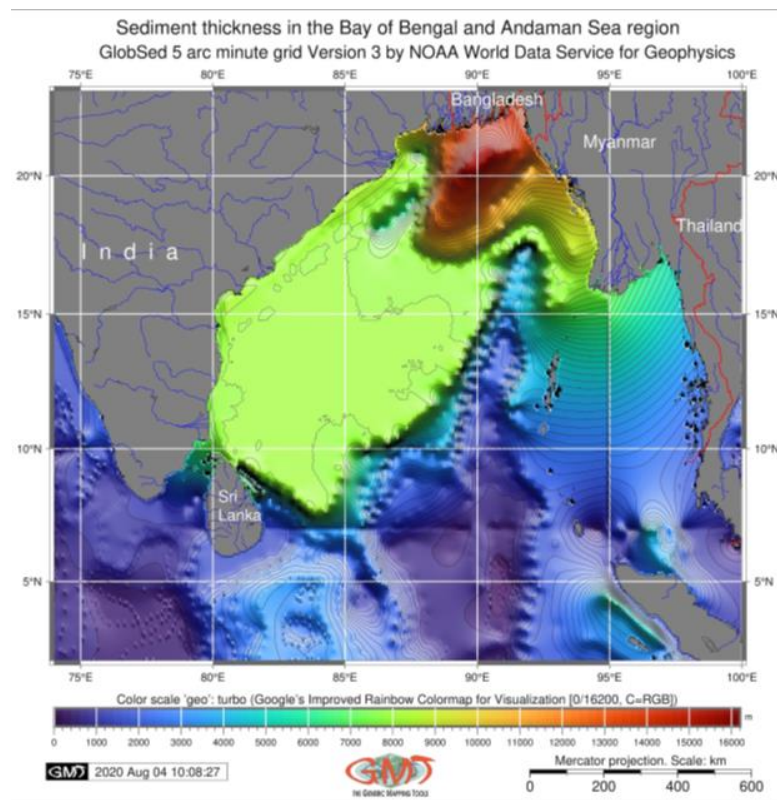 Sediment thickness in the Bay of Bengal and Andaman Sea region
GlobSed 5 arc minute grid Version 3 by NOAA World Data Service for Geophysics
75°E 80°E 85°E 90°E 95°E 100°E
Bangladesh
Myanmar
20°N 20°N
Thailand
India
15°N 15°N
10°N 10°N
Sri
Lanka
5°N 5°N
75°E 80°E 85°E 90°E 95°E 100°E
Color scale 'geo': turbo (Google's Improved Rainbow Colormap for Visualization [0/16200, C=RGB])
m
0 1000 2000 3000 4000 5000 6000 7000 8000 9000 10000 11000 12000 13000 14000 15000 16000
GMT 2020 Aug 04 10:08:27
GMT
THE GENERIC MAPPING TOOLS
Mercator projection. Scale: km
0 200 400 600